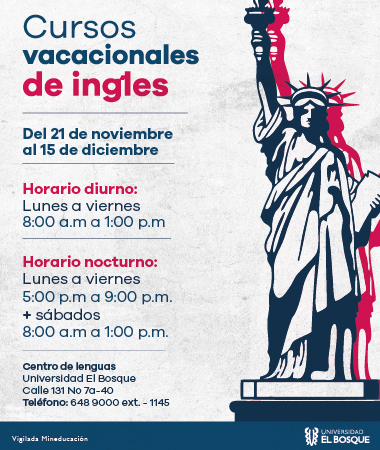 Cursos
vacacionales
de ingles
Del 21 de noviembre
al 15 de diciembre
Horario diurno:
Lunes a viernes
8:00 a.m a 1:00 p.m
Horario nocturno:
Lunes a viernes
5:00 p.m a 9:00 p.m.
+ sábados
8:00 a.m a 1:00 p.m.
Centro de lenguas
Universidad El Bosque
Calle 131 No 7a-40
Teléfono: 648 9000 ext. - 1145
Vigilada Mineducación
UNIVERSIDAD
EL BOSQUE